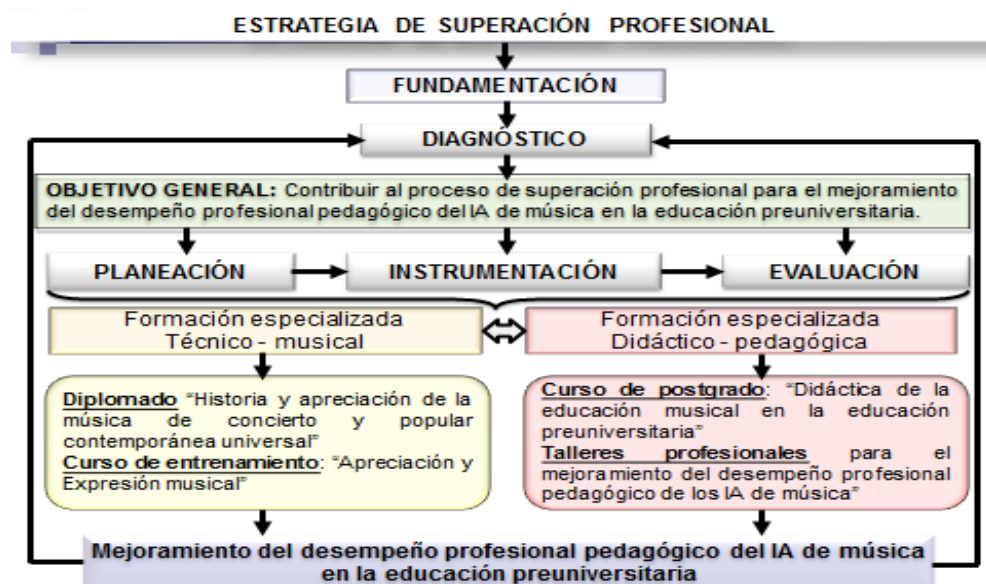 ESTRATEGIA DE SUPERACIÓN PROFESIONAL
FUNDAMENTACIÓN
DIAGNÓSTICO
OBJETIVO GENERAL: Contribuir al proceso de superación profesional para el mejoramiento
del desempeño profesional pedagógico del IA de música en la educación preuniversitaria.
PLANEACIÓN
INSTRUMENTACIÓN
EVALUACIÓN
Formación especializada
Técnico - musical
Formación especializada
Didáctico - pedagógica
Diplomado “Historia y apreciación de la
música de concierto y popular
contemporánea universal”
Curso de entrenamiento: “Apreciación y
Expresión musical”
Curso de postgrado: “Didáctica de la
educación musical en la educación
preuniversitaria”
Talleres profesionales para el
mejoramiento del desempeño profesional
pedagógico de los IA de música”
Mejoramiento del desempeño profesional pedagógico del IA de música
en la educación preuniversitaria